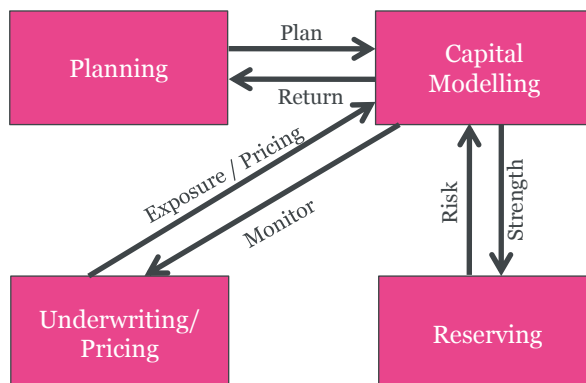 Planning
Plan
Return
Capital
Modelling
Exposure / Pricing
Monitor
Risk
Strength
Underwriting/
Pricing
Reserving